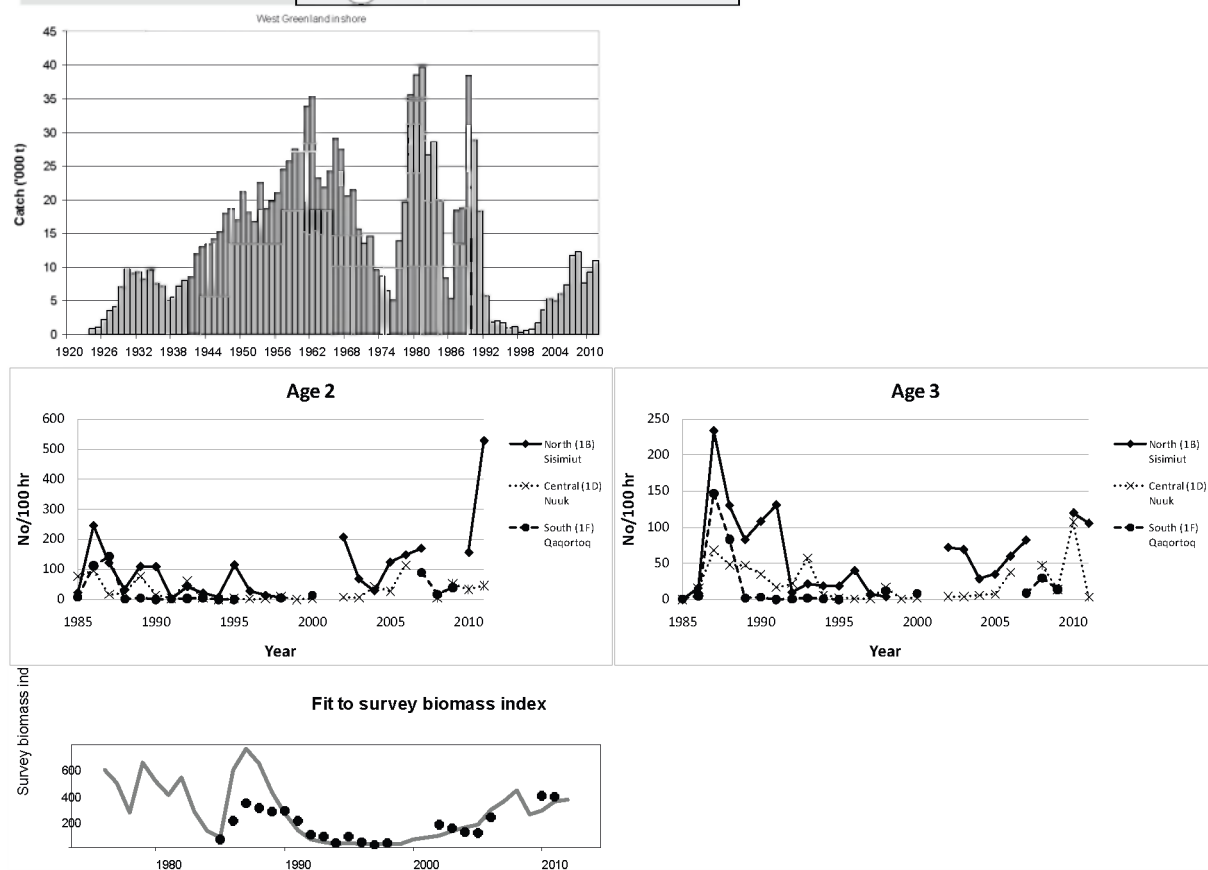 West Greenland inshore
Catch ('000 t)
45
40
35
30
25
20
15
10
5
0
1920 1926 1932 1938 1944 1950 1956 1962 1968 1974 1980 1986 1992 1998 2004 2010
Age 2
No/100 hr
600
500
400
300
200
100
0
1985 1990 1995 2000 2005 2010
Year
North (1B)
Sisimiut
Central (1D)
Nuuk
South (1F)
Qaqortoq
Age 3
No/100 hr
250
200
150
100
50
0
1985 1990 1995 2000 2005 2010
Year
North (1B)
Sisimiut
Central (1D)
Nuuk
South (1F)
Qaqortoq
Fit to survey biomass index
Survey biomass ind
600
400
200
1980 1990 2000 2010